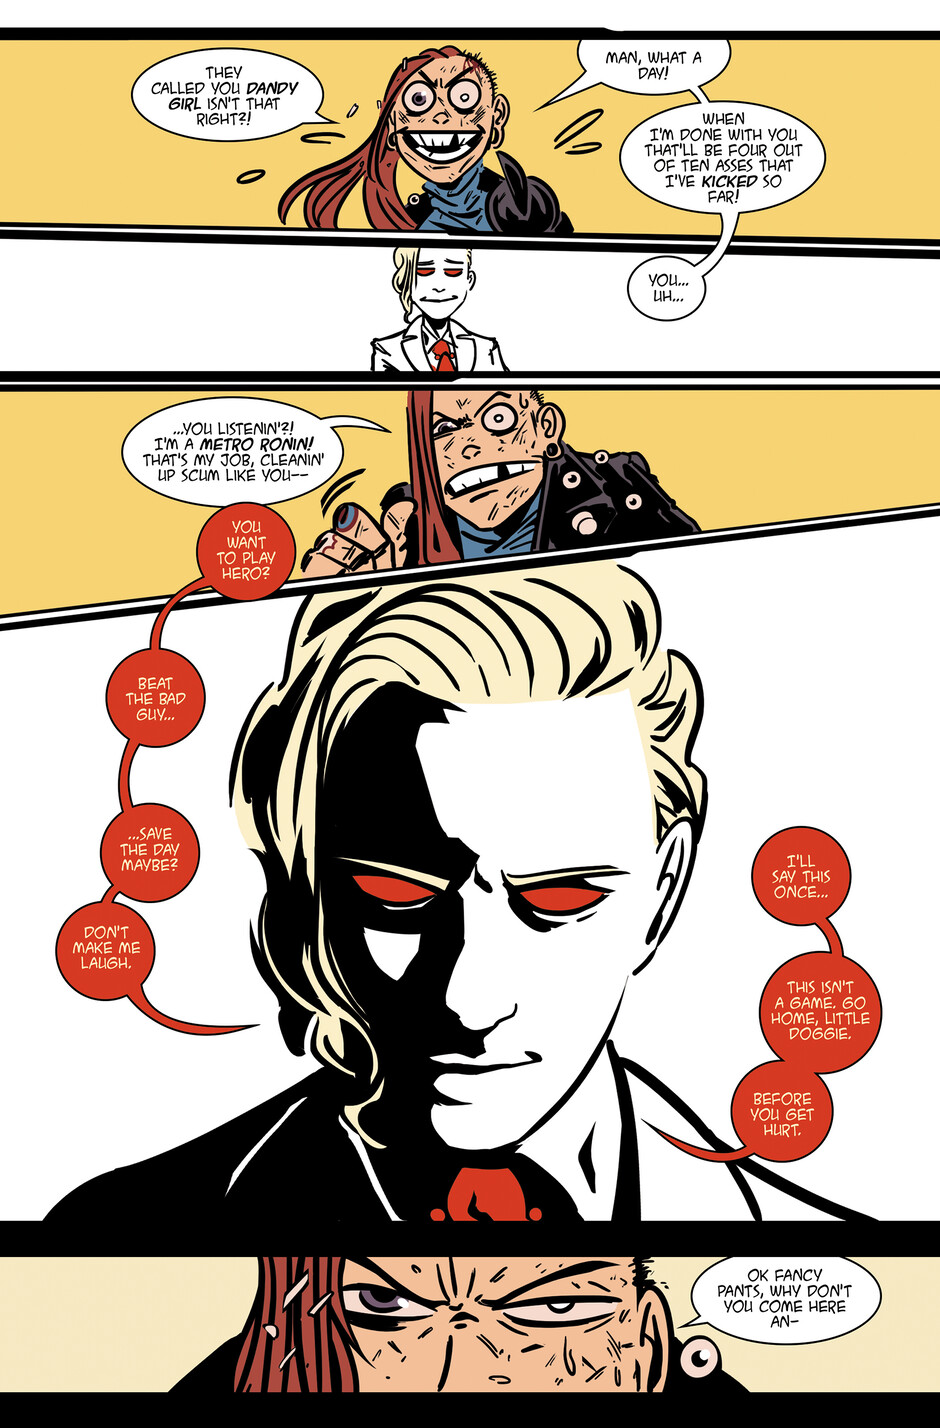 THEY
CALLED YOU DANDY
GIRL ISN'T THAT
RIGHT?!
MAN, WHAT A
DAY!
WHEN
I'M DONE WITH YOU
THAT'LL BE FOUR OUT
OF TEN ASSES THAT
I'VE KICKED SO
FAR!
YOU...
UH...
...YOU LISTENIN'?!
I'M A METRO RONIN!
THAT'S MY JOB, CLEANIN'
UP SCUM LIKE YOU--
YOU
WANT
TO PLAY
HERO?
BEAT
THE BAD
GUY...
...SAVE
THE DAY
MAYBE?
DON'T
MAKE ME
LAUGH.
I'LL
SAY THIS
ONCE...
THIS ISN'T
A GAME. GO
HOME, LITTLE
DOGGIE.
BEFORE
YOU GET
HURT.
OK FANCY
PANTS, WHY DON'T
YOU COME HERE
AN-